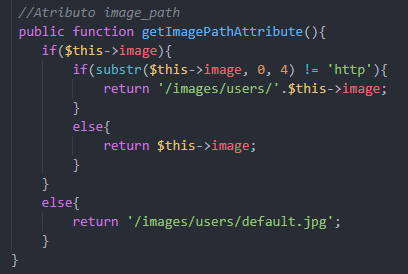 //Atributo image_path
public function getImagePathAttribute(){
if($this->image){
if(substr($this->image, 0, 4) != 'http'){
return '/images/users/'.$this->image;
}
else{
return $this->image;
}
}
else{
return '/images/users/default.jpg';
}
}